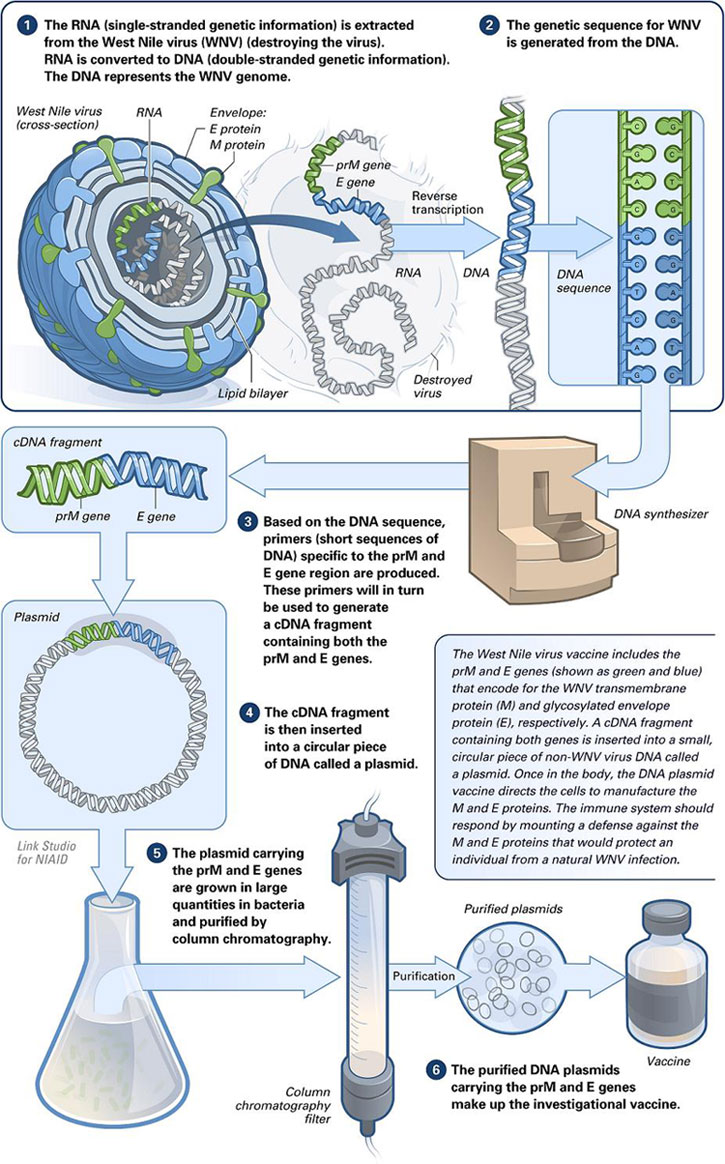 1 The RNA (single-stranded genetic information) is extracted
from the West Nile virus (WNV) (destroying the virus).
RNA is converted to DNA (double-stranded genetic information).
The DNA represents the WNV genome.
2 The genetic sequence for WNV
is generated from the DNA.
West Nile virus
(cross-section)
RNA
Envelope:
E protein
M protein
prM gene
E gene
Reverse
transcription
RNA
DNA
DNA
sequence
Lipid bilayer
Destroyed
virus
C G
G C
A T
C G
G C
C G
T A
C G
A T
G C
cDNA fragment
prM gene
E gene
DNA synthesizer
3 Based on the DNA sequence,
primers (short sequences of
DNA) specific to the prM and
E gene region are produced.
These primers will in turn
be used to generate
a cDNA fragment
containing both the
prM and E genes.
Plasmid
4 The cDNA fragment
is then inserted
into a circular piece
of DNA called a plasmid.
The West Nile virus vaccine includes the
prM and E genes (shown as green and blue)
that encode for the WNV transmembrane
protein (M) and glycosylated envelope
protein (E), respectively. A cDNA fragment
containing both genes is inserted into a small,
circular piece of non-WNV virus DNA called
a plasmid. Once in the body, the DNA plasmid
vaccine directs the cells to manufacture the
M and E proteins. The immune system should
respond by mounting a defense against the
M and E proteins that would protect an
individual from a natural WNV infection.
Link Studio
for NIAID
5 The plasmid carrying
the prM and E genes
are grown in large
quantities in bacteria
and purified by
column chromatography.
Purified plasmids
Purification
Vaccine
Column
chromatography
filter
6 The purified DNA plasmids
carrying the prM and E genes
make up the investigational vaccine.